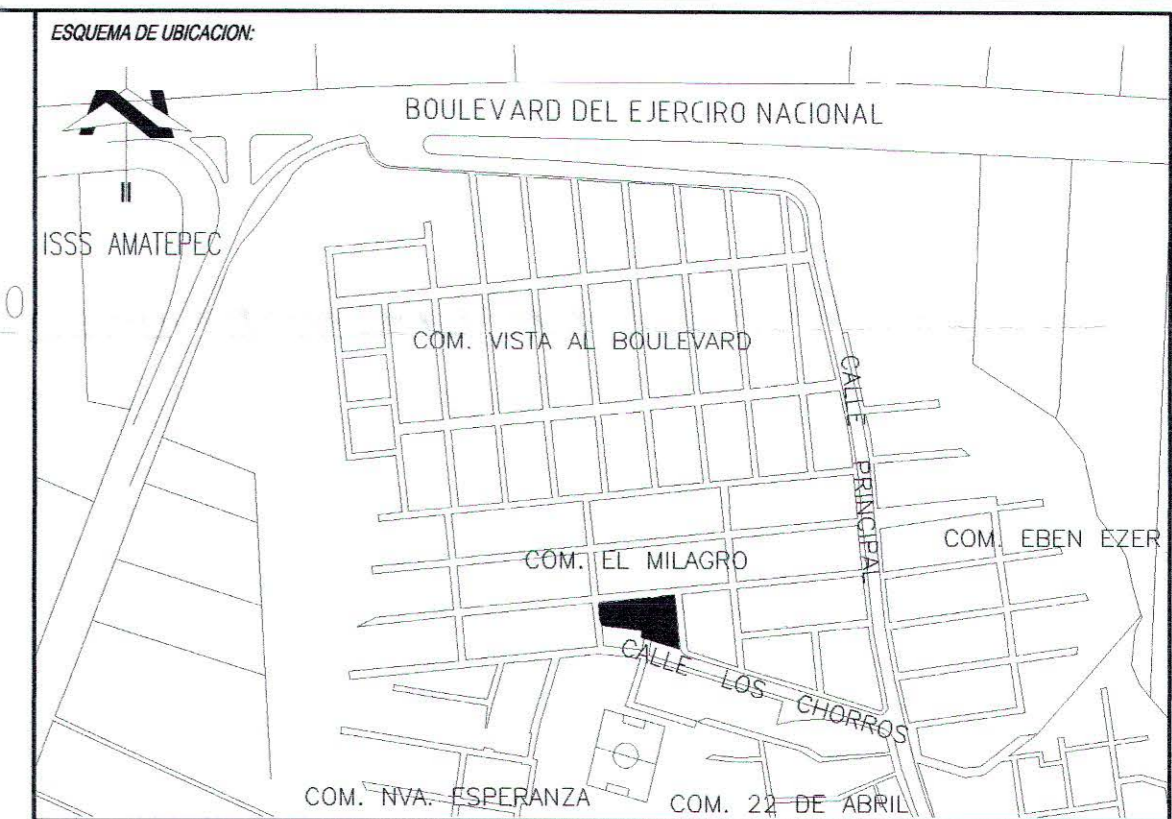 ESQUEMA DE UBICACION:
N
BOULEVARD DEL EJERCIRO NACIONAL
ISSS AMATEPEC
COM. VISTA AL BOULEVARD
CALLE PRINCIPAL
COM. EL MILAGRO
COM. EBEN EZER
CALLE LOS CHORROS
COM. NVA. ESPERANZA
COM. 22 DE ABRIL